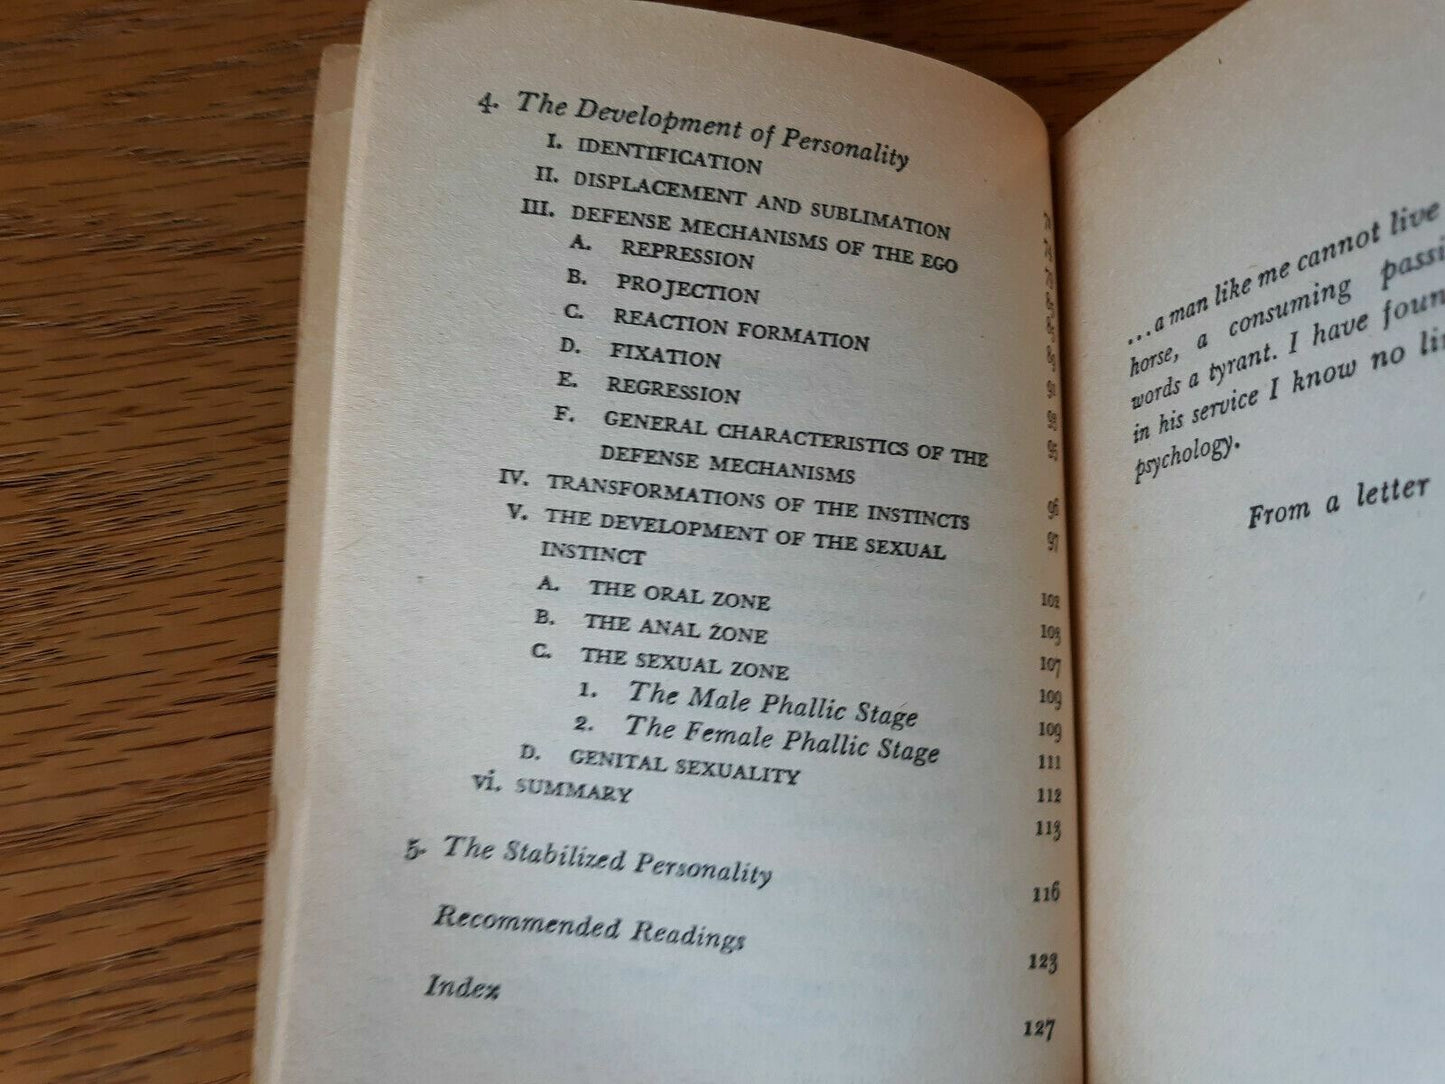 4. The Development of Personality
I. IDENTIFICATION
II. DISPLACEMENT AND SUBLIMATION
III. DEFENSE MECHANISMS OF THE EGO
A. REPRESSION
B. PROJECTION
C. REACTION FORMATION 91
D. FIXATION 93
E. REGRESSION 95
F. GENERAL CHARACTERISTICS OF THE
DEFENSE MECHANISMS 96
IV. TRANSFORMATIONS OF THE INSTINCTS 97
V. THE DEVELOPMENT OF THE SEXUAL
INSTINCT 102
A. THE ORAL ZONE 103
B. THE ANAL ZONE 107
C. THE SEXUAL ZONE 109
1. The Male Phallic Stage 109
2. The Female Phallic Stage 111
D. GENITAL SEXUALITY 112
VI. SUMMARY 113
5. The Stabilized Personality 116
Recommended Readings 123
Index 127
...a man like me cannot live
horse, a consuming
words a tyrant. I have
in his service I know no
psychology.
From a letter